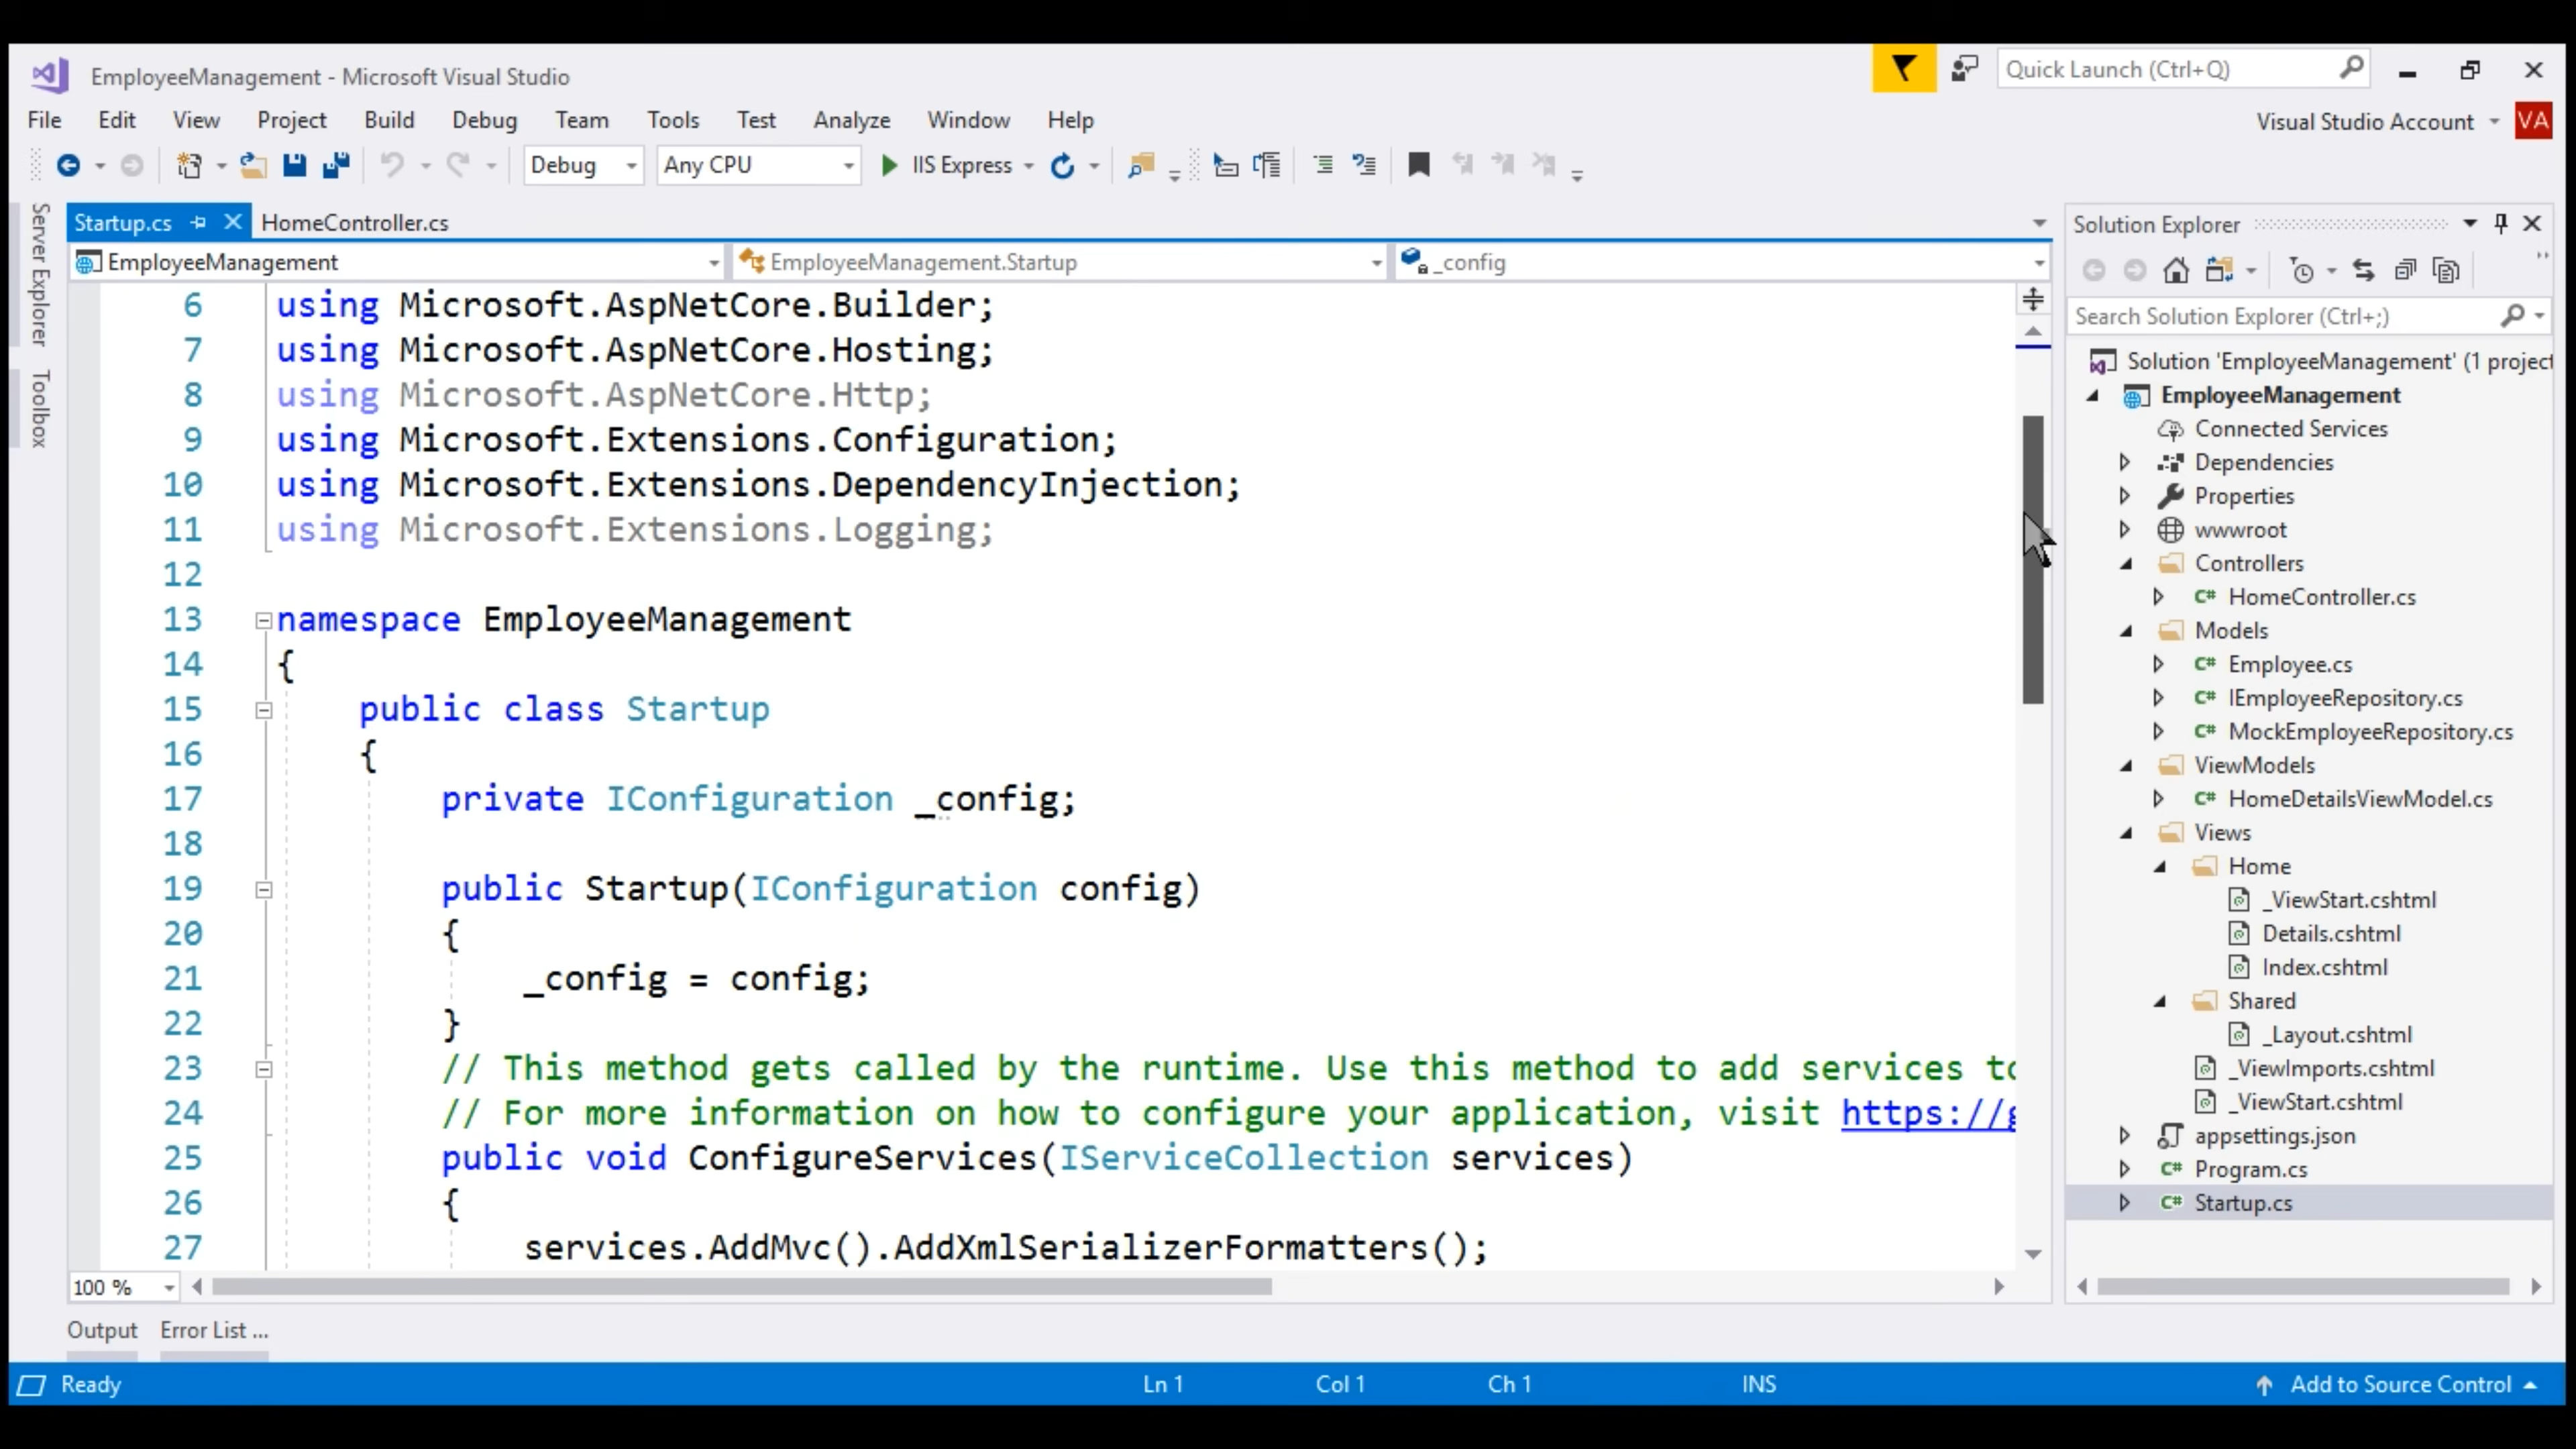 EmployeeManagement - Microsoft Visual Studio
Quick Launch (Ctrl+Q)
File Edit View Project Build Debug Team Tools Test Analyze Window Help
Visual Studio Account VA
Debug Any CPU IIS Express
Server Explorer
Toolbox
Startup.cs HomeController.cs
EmployeeManagement EmployeeManagement.Startup _config
6 using Microsoft.AspNetCore.Builder;
7 using Microsoft.AspNetCore.Hosting;
8 using Microsoft.AspNetCore.Http;
9 using Microsoft.Extensions.Configuration;
10 using Microsoft.Extensions.DependencyInjection;
11 using Microsoft.Extensions.Logging;
12
13 namespace EmployeeManagement
14 {
15 public class Startup
16 {
17 private IConfiguration _config;
18
19 public Startup(IConfiguration config)
20 {
21 _config = config;
22 }
23 // This method gets called by the runtime. Use this method to add services to
24 // For more information on how to configure your application, visit https://g
25 public void ConfigureServices(IServiceCollection services)
26 {
27 services.AddMvc().AddXmlSerializerFormatters();
100 %
Output Error List ...
Solution Explorer
Search Solution Explorer (Ctrl+;)
Solution 'EmployeeManagement' (1 project
EmployeeManagement
Connected Services
Dependencies
Properties
wwwroot
Controllers
C# HomeController.cs
Models
C# Employee.cs
C# IEmployeeRepository.cs
C# MockEmployeeRepository.cs
ViewModels
C# HomeDetailsViewModel.cs
Views
Home
_ViewStart.cshtml
Details.cshtml
Index.cshtml
Shared
_Layout.cshtml
_ViewImports.cshtml
_ViewStart.cshtml
appsettings.json
C# Program.cs
C# Startup.cs
Ready Ln 1 Col 1 Ch 1 INS Add to Source Control